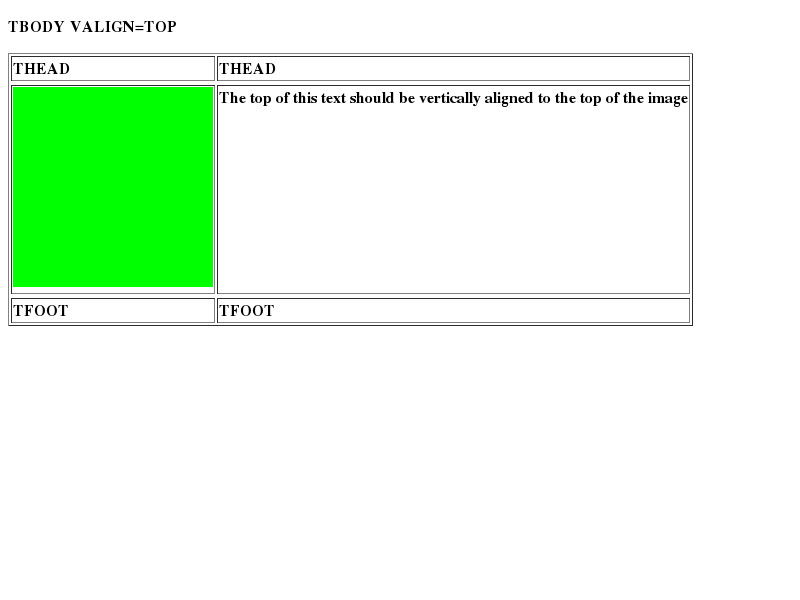 TBODY VALIGN=TOP
THEAD THEAD
The top of this text should be vertically aligned to the top of the image
TFOOT TFOOT